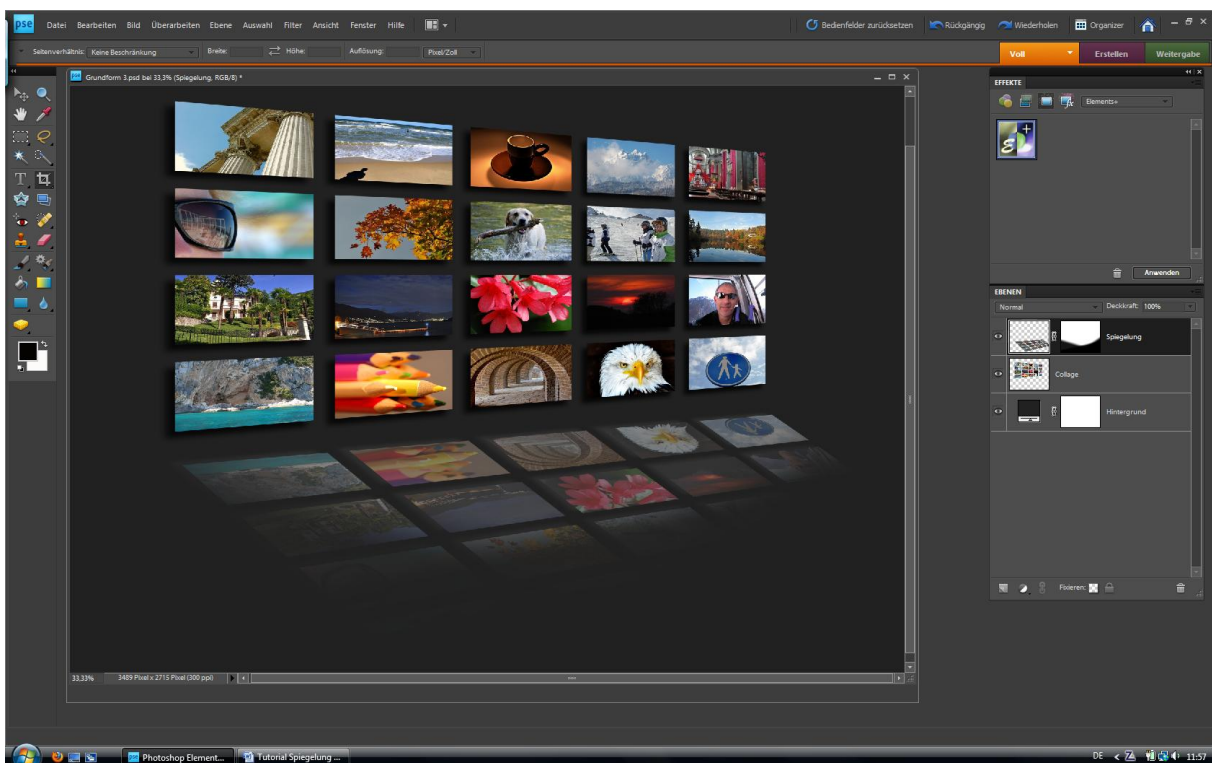 pse Datei Bearbeiten Bild Überarbeiten Ebene Auswahl Filter Ansicht Fenster Hilfe Bedienfelder zurücksetzen Rückgängig Wiederholen Organizer
Seitenverhältnis: Keine Beschränkung Breite: Höhe: Auflösung: Pixel/Zoll Voll Erstellen Weitergabe
Grundform 3.psd bei 33,3% (Spiegelung, RGB/8) *
EFFEKTE
Elements+
Anwenden
EBENEN
Normal Deckkraft: 100%
Spiegelung
Collage
Hintergrund
Fixieren:
33,33% 3489 Pixel x 2715 Pixel (300 ppi)
Photoshop Element... Tutorial Spiegelung ... DE 11:57